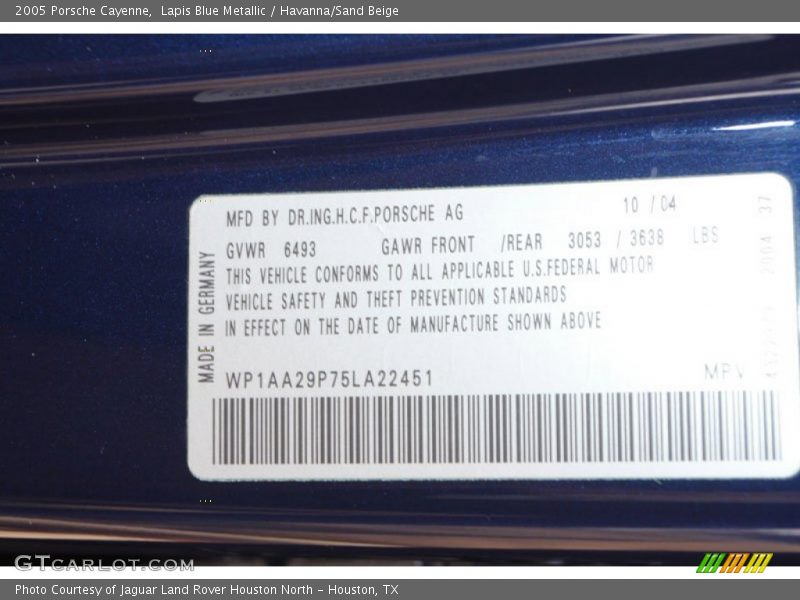 2005 Porsche Cayenne,  Lapis Blue Metallic / Havanna/Sand Beige
MFD BY DR.ING.H.C.F.PORSCHE AG 10 /04
GVWR 6493 GAWR FRONT /REAR 3053 / 3638 LBS
THIS VEHICLE CONFORMS TO ALL APPLICABLE U.S.FEDERAL MOTOR
VEHICLE SAFETY AND THEFT PREVENTION STANDARDS
IN EFFECT ON THE DATE OF MANUFACTURE SHOWN ABOVE
MADE IN GERMANY
WP1AA29P75LA22451 MPV
2004 37
GTCARLOT.COM
Photo Courtesy of Jaguar Land Rover Houston North - Houston, TX